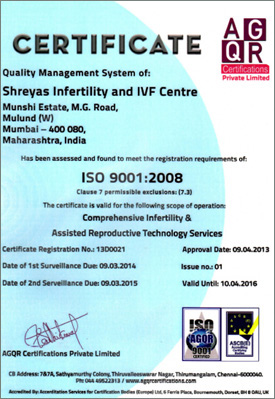 CERTIFICATE
AGQR
Certifications
Private Limited
Quality Management System of:
Shreyas Infertility and IVF Centre
Munshi Estate, M.G. Road,
Mulund (W)
Mumbai – 400 080,
Maharashtra, India
Has been assessed and found to meet the registration requirements of:
ISO 9001:2008
Clause 7 permissible exclusions: (7.3)
The certificate is valid for the following scope of operation:
Comprehensive Infertility &
Assisted Reproductive Technology Services
Certificate Registration No.: 13D0021
Approval Date: 09.04.2013
Date of 1st Surveillance Due: 09.03.2014
Issue no.: 01
Date of 2nd Surveillance Due: 09.03.2015
Valid Until: 10.04.2016
AGQR Certifications Private Limited
ISO
AGQR
9001
CERTIFIED
ASCB(E)
CB Address: 7&7A, Sathyamurthy Colony, Thiruvalleeswarar Nagar, Thirumangalam, Chennai-6000040.
PH: 044 49522313 / www.agqrcertifications.com
Accredited By: Accreditation Services for Certification Bodies (Europe) Ltd, 6 Ferris Place, Bournemouth, Dorset, BH 8 0AU, UK